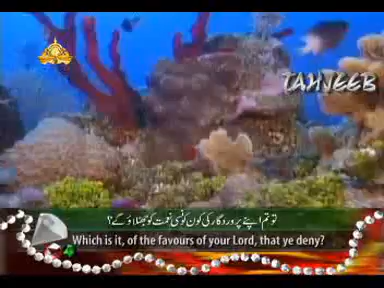 TAHJEEB
تو تم اپنے پروردگار کی کون کونسی نعمت کو جھٹلاؤ گے؟
Which is it, of the favours of your Lord, that ye deny?